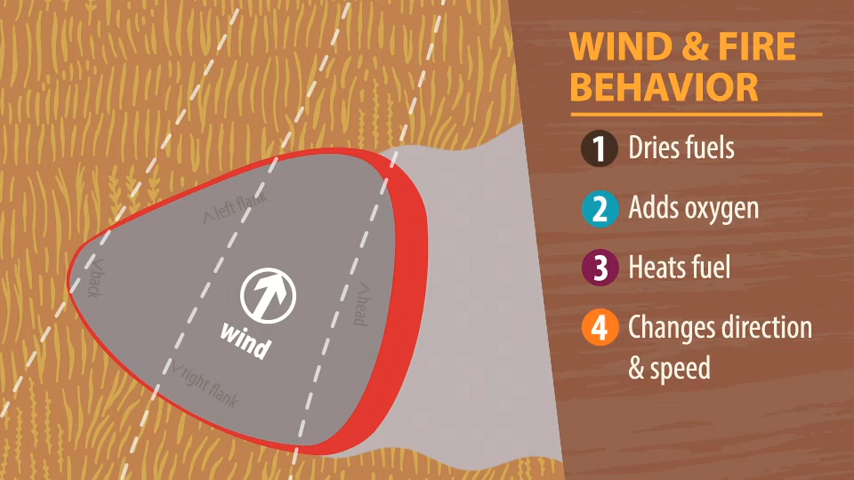 WIND & FIRE
BEHAVIOR
1 Dries fuels
2 Adds oxygen
3 Heats fuel
4 Changes direction
& speed
left flank
back
head
wind
right flank